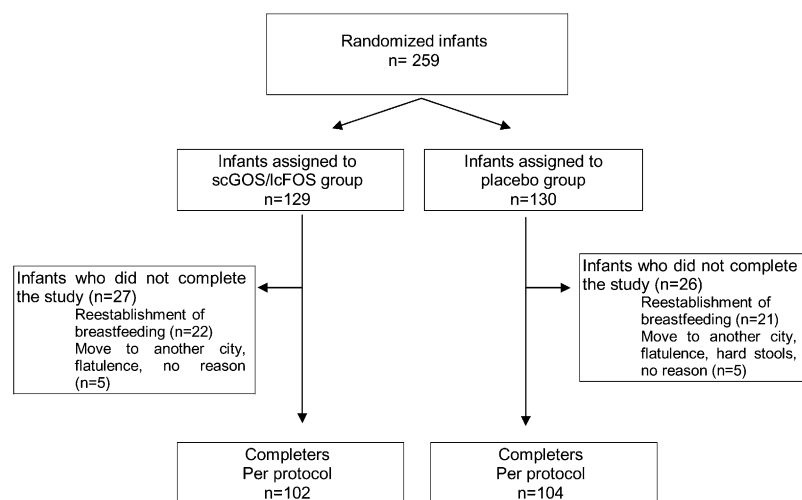 Randomized infants
n= 259
Infants assigned to
scGOS/lcFOS group
n=129
Infants assigned to
placebo group
n=130
Infants who did not complete
the study (n=27)
Reestablishment of
breastfeeding (n=22)
Move to another city,
flatulence, no reason
(n=5)
Infants who did not complete
the study (n=26)
Reestablishment of
breastfeeding (n=21)
Move to another city,
flatulence, hard stools,
no reason (n=5)
Completers
Per protocol
n=102
Completers
Per protocol
n=104